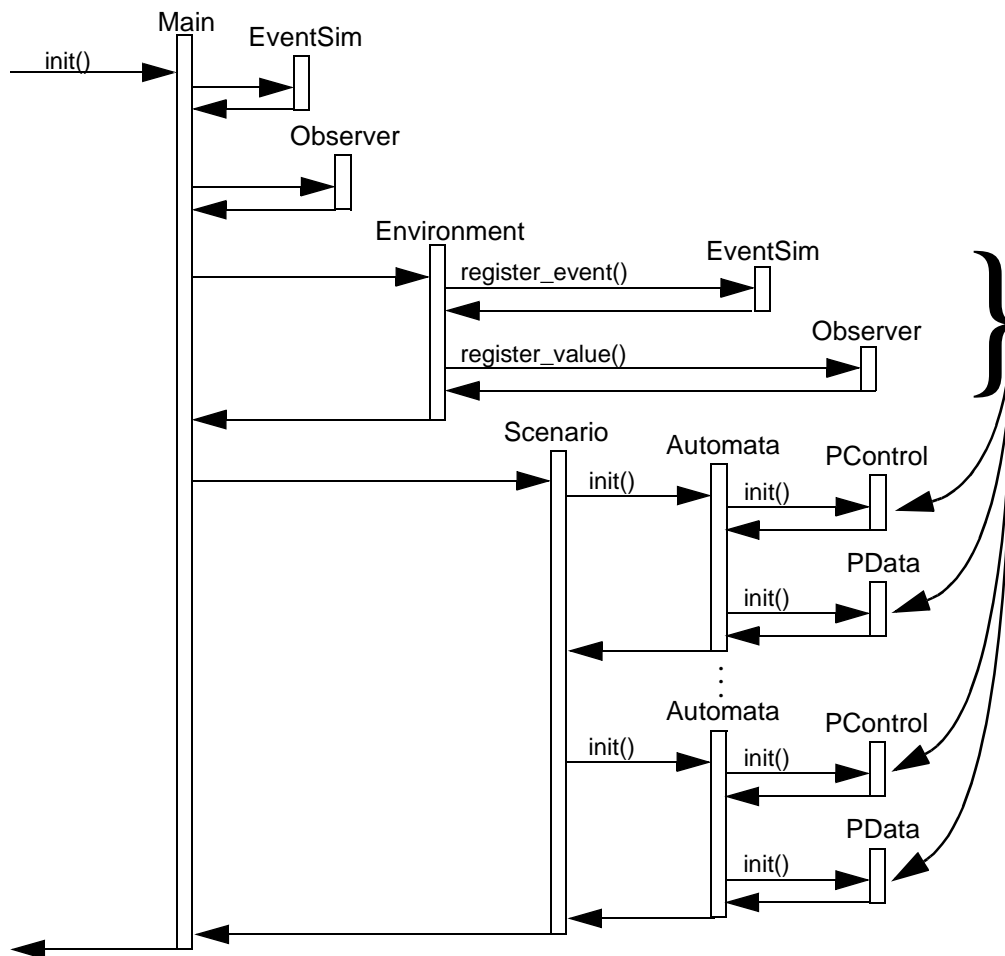 Main
EventSim
init()
Observer
Environment
EventSim
register_event()
Observer
register_value()
Scenario
Automata
PControl
init()
init()
PData
init()
Automata
PControl
init()
init()
PData
init()